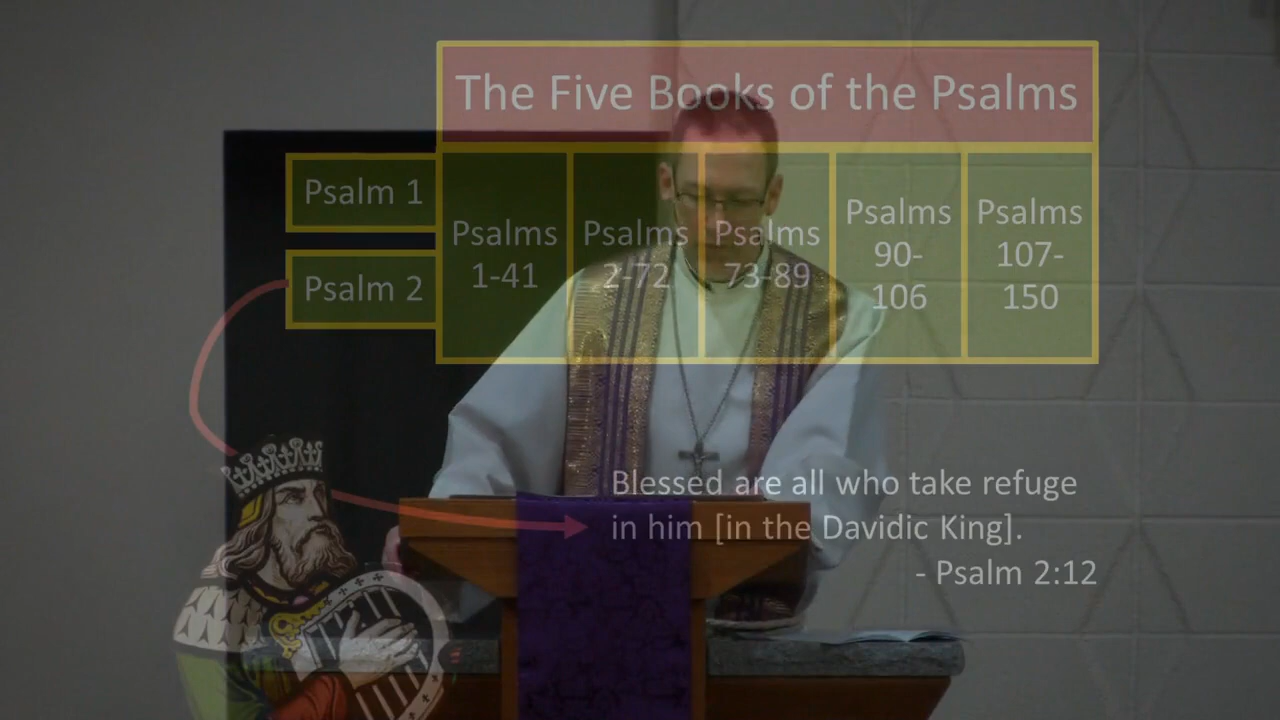 The Five Books of the Psalms
Psalm 1
Psalm 2
Psalms
1-41
Psalms
2-72
Psalms
73-89
Psalms
90-
106
Psalms
107-
150
Blessed are all who take refuge
in him [in the Davidic King].
- Psalm 2:12